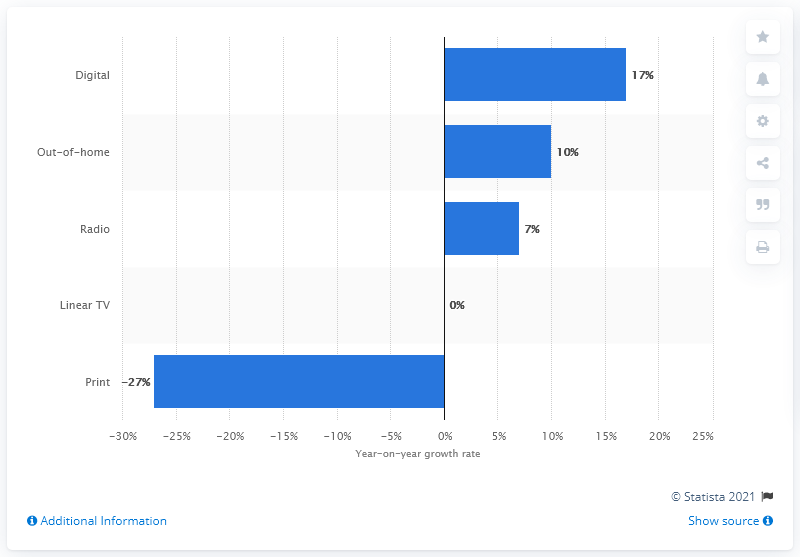 Digital
17%
Out-of-home
10%
Radio
7%
Linear TV
0%
Print
-27%
-30% -25% -20% -15% -10% -5% 0% 5% 10% 15% 20% 25%
Year-on-year growth rate
© Statista 2021
Additional Information
Show source